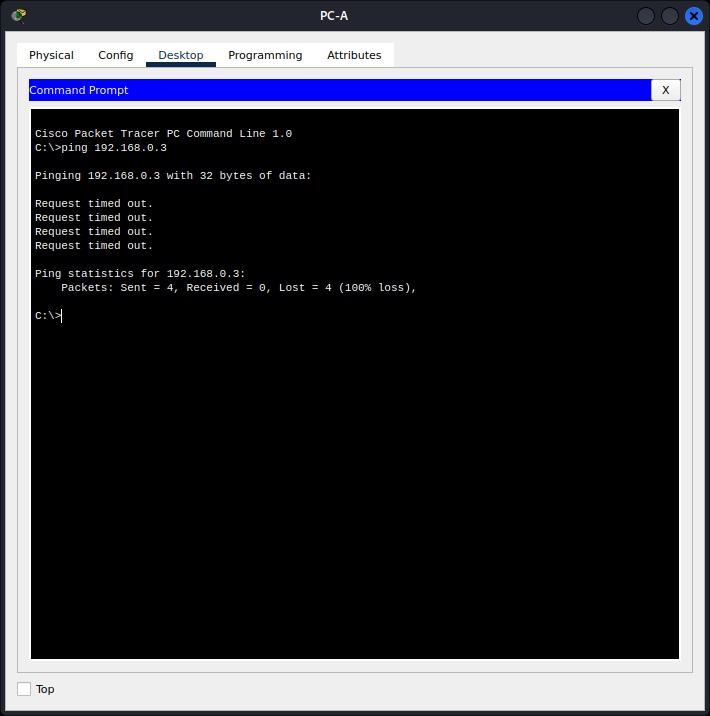 PC-A
Physical Config Desktop Programming Attributes
Command Prompt X
Cisco Packet Tracer PC Command Line 1.0
C:\>ping 192.168.0.3
Pinging 192.168.0.3 with 32 bytes of data:
Request timed out.
Request timed out.
Request timed out.
Request timed out.
Ping statistics for 192.168.0.3:
    Packets: Sent = 4, Received = 0, Lost = 4 (100% loss),
C:\>
Top